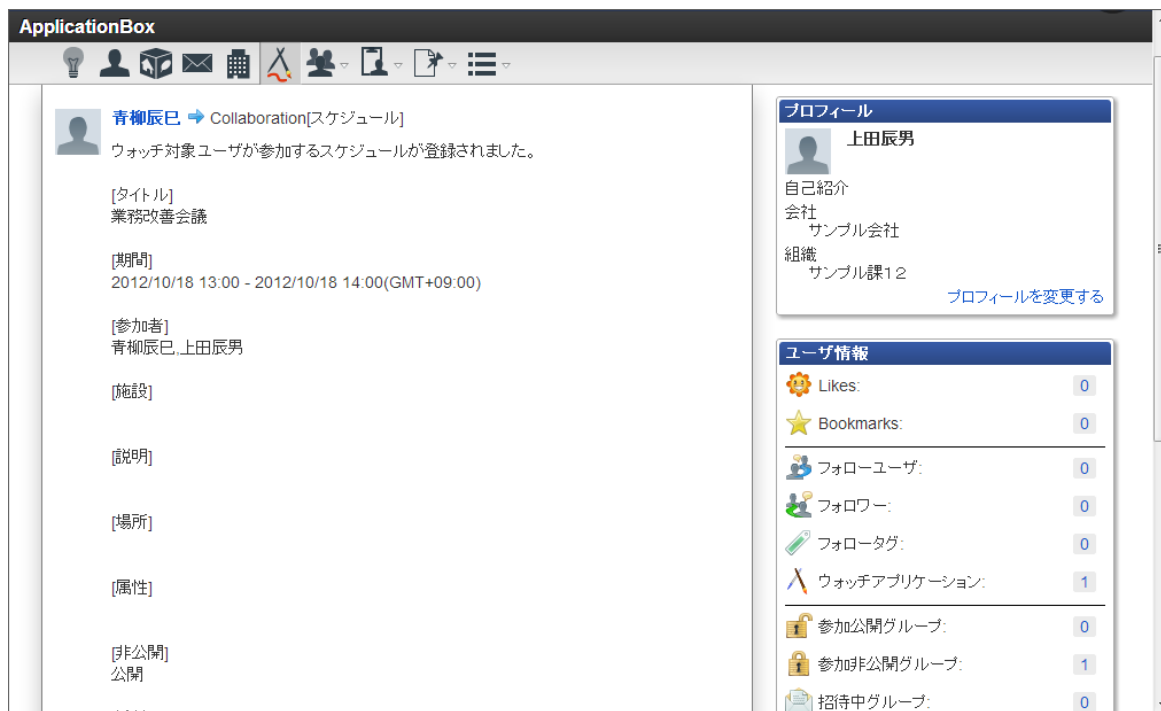 ApplicationBox
青柳辰巳 Collaboration[スケジュール]
ウォッチ対象ユーザが参加するスケジュールが登録されました。
[タイトル]
業務改善会議
[期間]
2012/10/18 13:00 - 2012/10/18 14:00(GMT+09:00)
[参加者]
青柳辰巳,上田辰男
[施設]
[説明]
[場所]
[属性]
[非公開]
公開
プロフィール
上田辰男
自己紹介
会社
サンプル会社
組織
サンプル課12
プロフィールを変更する
ユーザ情報
Likes: 0
Bookmarks: 0
フォローユーザ: 0
フォロワー: 0
フォロータグ: 0
ウォッチアプリケーション: 1
参加公開グループ: 0
参加非公開グループ: 1
招待中グループ: 0